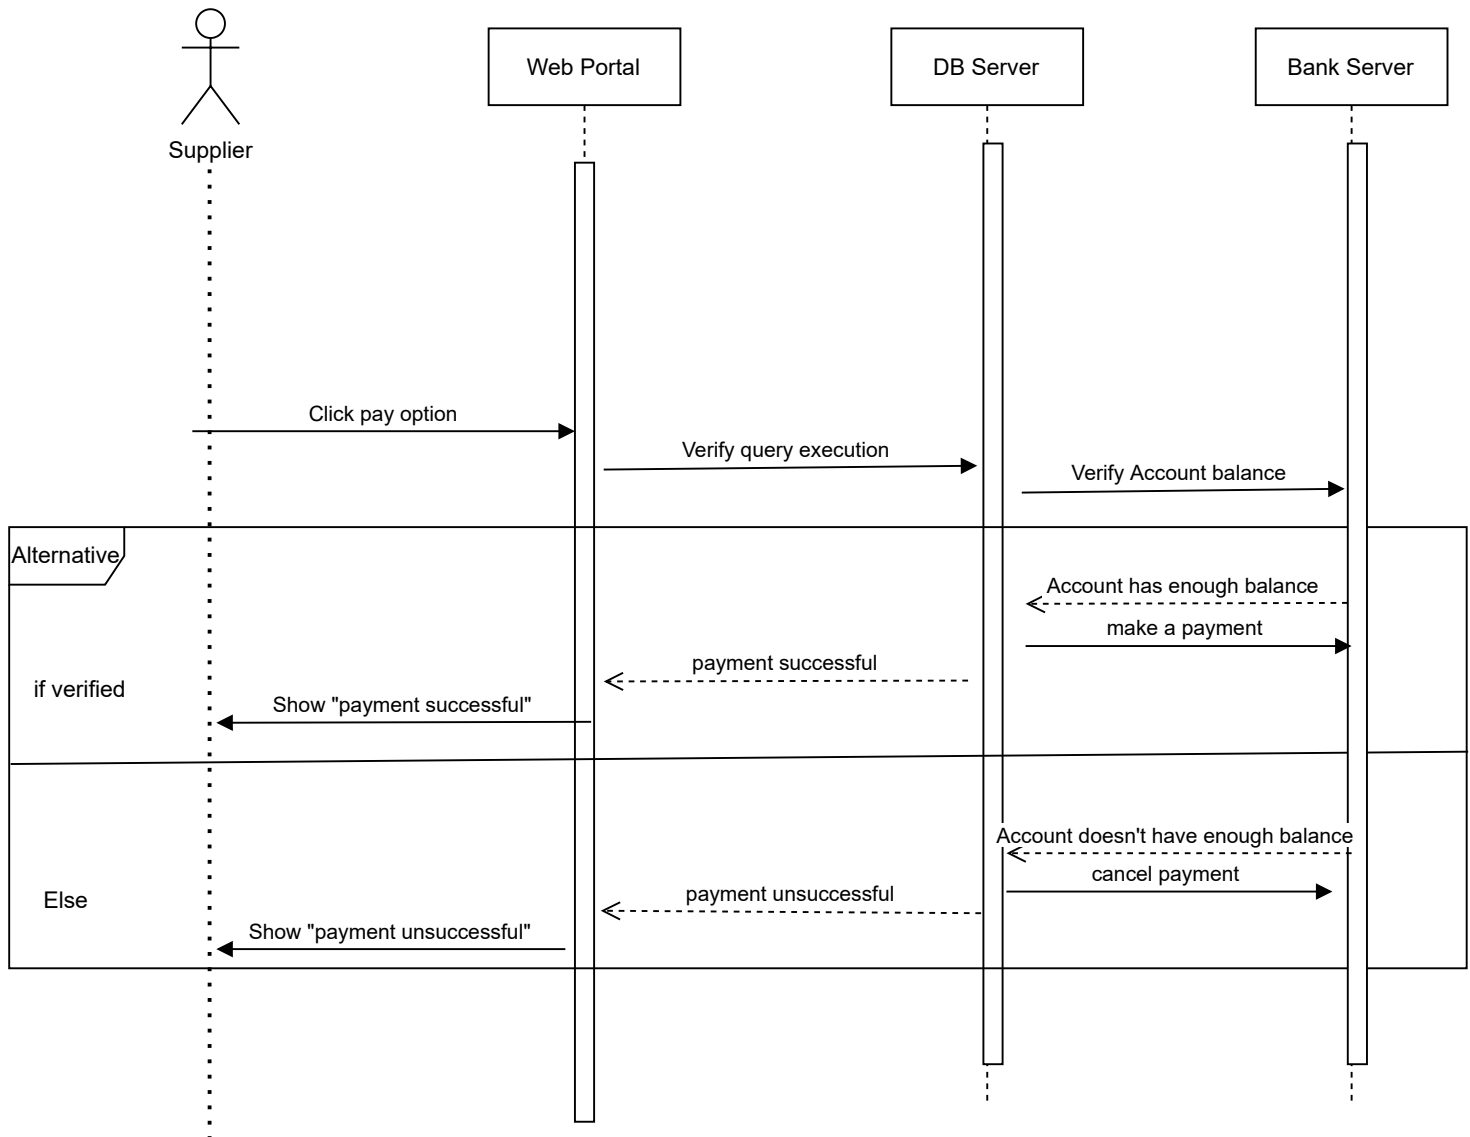 Supplier
Web Portal
DB Server
Bank Server
Click pay option
Verify query execution
Verify Account balance
Alternative
Account has enough balance
make a payment
payment successful
if verified
Show "payment successful"
Account doesn't have enough balance
cancel payment
payment unsuccessful
Else
Show "payment unsuccessful"